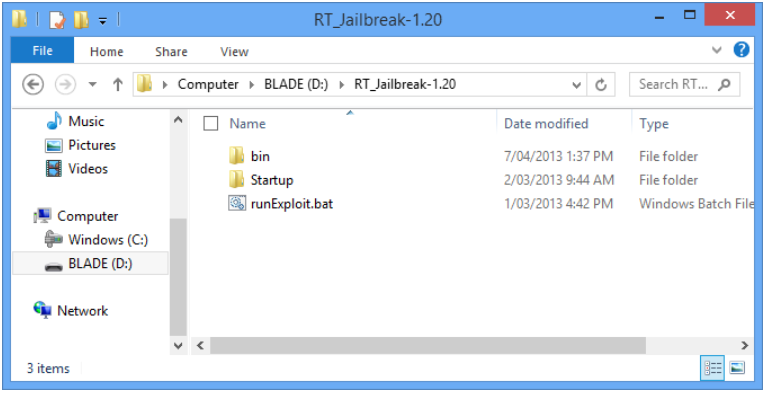 RT_Jailbreak-1.20
File Home Share View
Computer BLADE (D:) RT_Jailbreak-1.20 Search RT...
Music
Pictures
Videos
Computer
Windows (C:)
BLADE (D:)
Network
Name Date modified Type
bin 7/04/2013 1:37 PM File folder
Startup 2/03/2013 9:44 AM File folder
runExploit.bat 1/03/2013 4:42 PM Windows Batch File
3 items